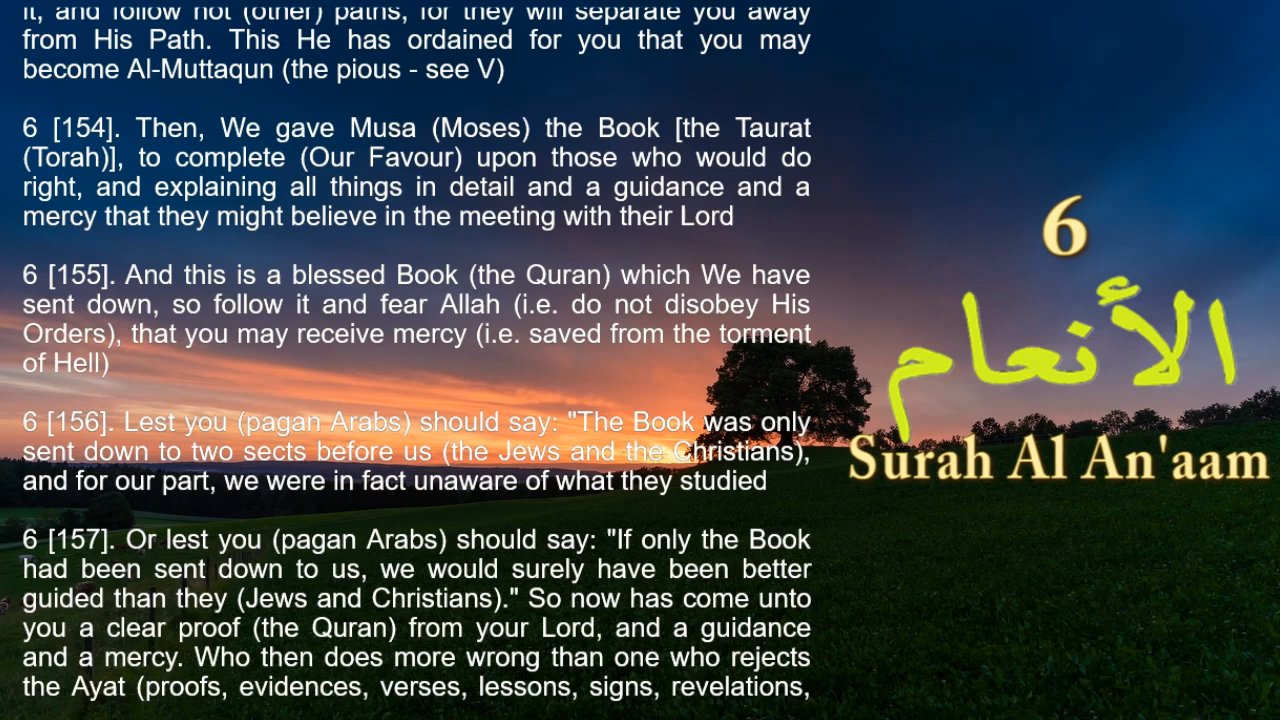 it, and follow not (other) paths, for they will separate you away
from His Path. This He has ordained for you that you may
become Al-Muttaqun (the pious - see V)
6 [154]. Then, We gave Musa (Moses) the Book [the Taurat
(Torah)], to complete (Our Favour) upon those who would do
right, and explaining all things in detail and a guidance and a
mercy that they might believe in the meeting with their Lord
6 [155]. And this is a blessed Book (the Quran) which We have
sent down, so follow it and fear Allah (i.e. do not disobey His
Orders), that you may receive mercy (i.e. saved from the torment
of Hell)
6 [156]. Lest you (pagan Arabs) should say: "The Book was only
sent down to two sects before us (the Jews and the Christians),
and for our part, we were in fact unaware of what they studied
6 [157]. Or lest you (pagan Arabs) should say: "If only the Book
had been sent down to us, we would surely have been better
guided than they (Jews and Christians)." So now has come unto
you a clear proof (the Quran) from your Lord, and a guidance
and a mercy. Who then does more wrong than one who rejects
the Ayat (proofs, evidences, verses, lessons, signs, revelations,
6
الأنعام
Surah Al An'aam